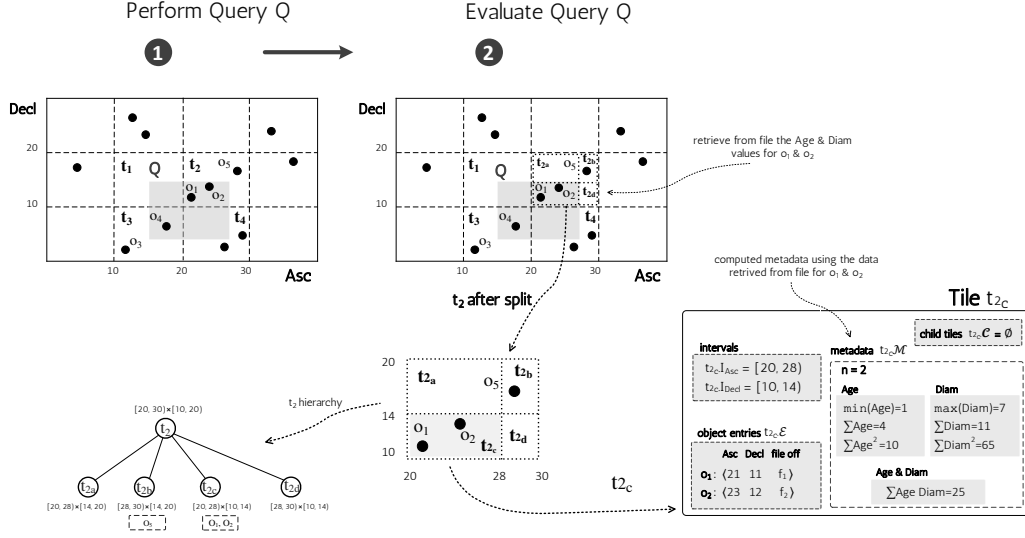 Perform Query Q
Evaluate Query Q
1
2
Decl
20
10
t1
Q
t2
o5
o1
o2
t3
o4
o3
t4
10
20
30
Asc
Decl
20
10
t1
Q
t2a
o5
t2b
o1
o2
t2d
t3
o4
o3
t4
10
20
30
Asc
retrieve from file the Age & Diam
values for o1 & o2
computed metadata using the data
retrived from file for o1 & o2
t2 after split
20
14
10
t2a
o5
t2b
o1
o2
t2c
t2d
20
28
30
t2c
t2 hierarchy
[20, 30)×[10, 20)
t2
t2a
t2b
t2c
t2d
[20, 28)×[14, 20)
[28, 30)×[14, 20)
[20, 28)×[10, 14)
[28, 30)×[10, 14)
o5
o1, o2
Tile t2c
child tiles t2c.C = ∅
intervals
t2c.IAsc = [20, 28)
t2c.IDecl = [10, 14)
metadata t2c.M
n = 2
Age
min(Age)=1
∑Age=4
∑Age²=10
Diam
max(Diam)=7
∑Diam=11
∑Diam²=65
Age & Diam
∑Age Diam=25
object entries t2c.ℰ
Asc Decl file off
o1: ⟨21 11 f1⟩
o2: ⟨23 12 f2⟩